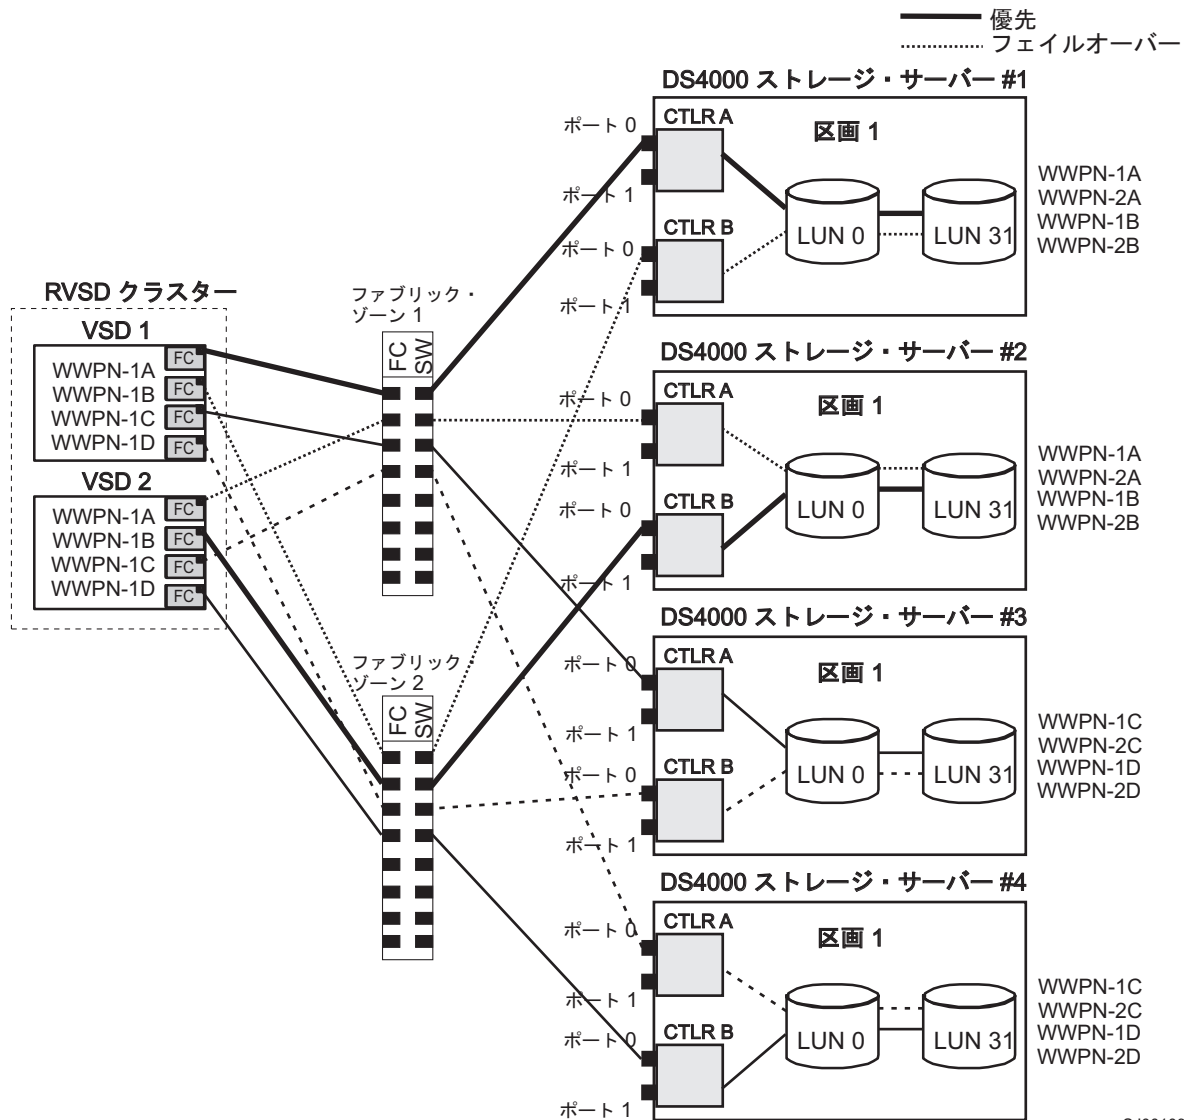 優先
フェイルオーバー
DS4000 ストレージ・サーバー #1
ポート 0
CTLR A
区画 1
ポート 1
ポート 0
CTLR B
ポート 1
LUN 0
LUN 31
WWPN-1A
WWPN-2A
WWPN-1B
WWPN-2B
RVSD クラスター
VSD 1
WWPN-1A
FC
WWPN-1B
FC
WWPN-1C
FC
WWPN-1D
FC
VSD 2
WWPN-1A
FC
WWPN-1B
FC
WWPN-1C
FC
WWPN-1D
FC
ファブリック・
ゾーン 1
FC
SW
ファブリック・
ゾーン 2
FC
SW
DS4000 ストレージ・サーバー #2
ポート 0
CTLR A
区画 1
ポート 1
ポート 0
CTLR B
ポート 1
LUN 0
LUN 31
WWPN-1A
WWPN-2A
WWPN-1B
WWPN-2B
DS4000 ストレージ・サーバー #3
ポート 0
CTLR A
区画 1
ポート 1
ポート 0
CTLR B
ポート 1
LUN 0
LUN 31
WWPN-1C
WWPN-2C
WWPN-1D
WWPN-2D
DS4000 ストレージ・サーバー #4
ポート 0
CTLR A
区画 1
ポート 1
ポート 0
CTLR B
ポート 1
LUN 0
LUN 31
WWPN-1C
WWPN-2C
WWPN-1D
WWPN-2D